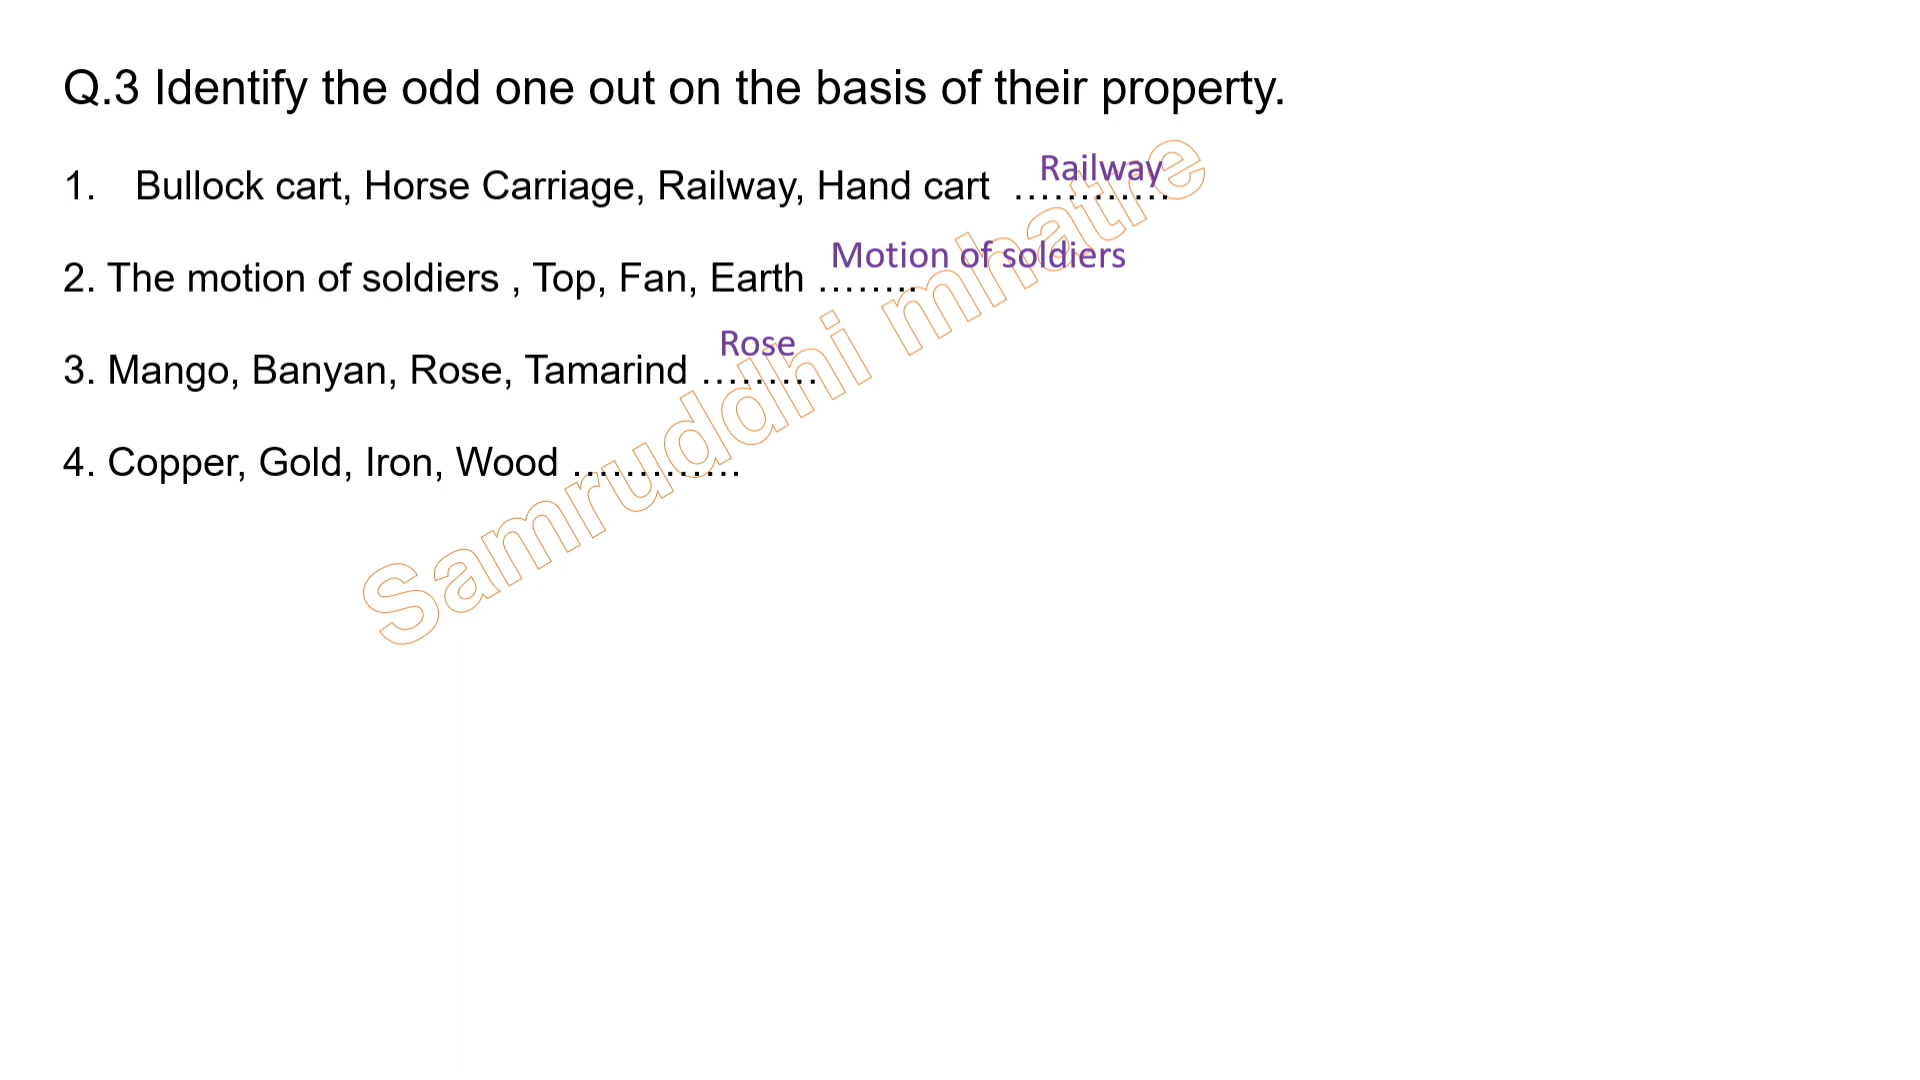 Q.3 Identify the odd one out on the basis of their property.
1. Bullock cart, Horse Carriage, Railway, Hand cart ............ Railway
2. The motion of soldiers , Top, Fan, Earth ........ Motion of soldiers
3. Mango, Banyan, Rose, Tamarind ......... Rose
4. Copper, Gold, Iron, Wood .............
Samruddhi mhatre